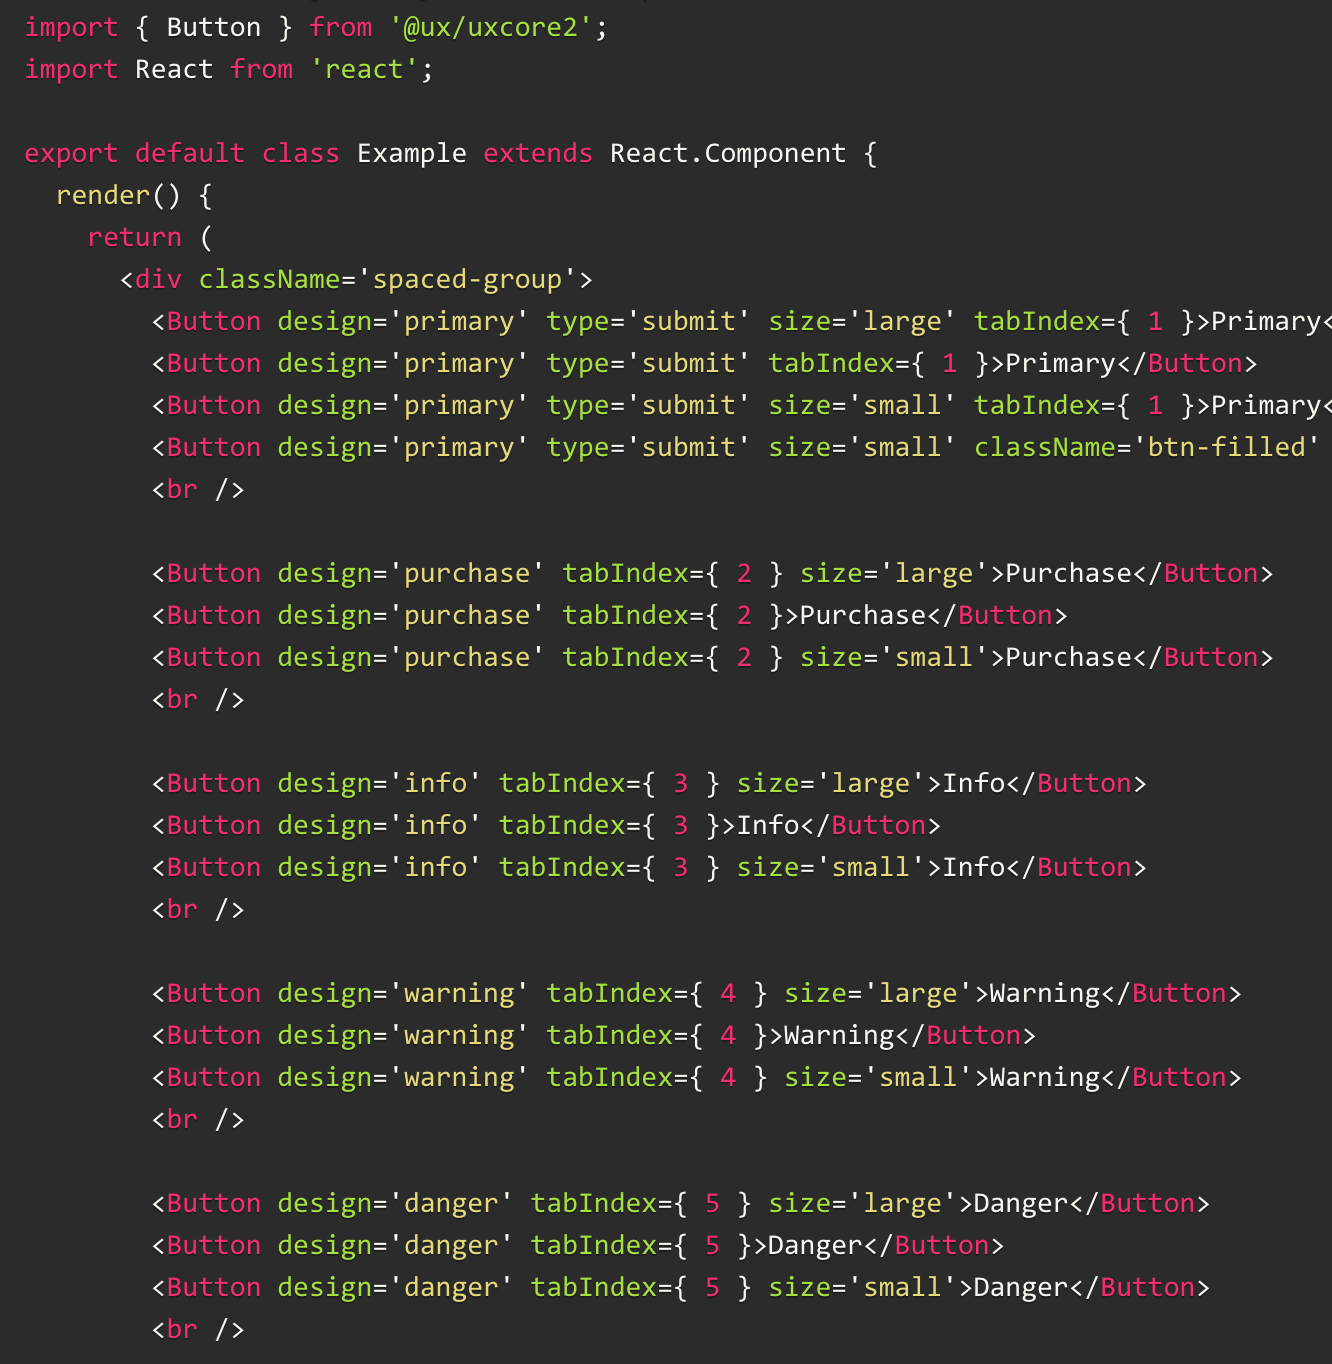 import { Button } from '@ux/uxcore2';
import React from 'react';

export default class Example extends React.Component {
  render() {
    return (
      <div className='spaced-group'>
        <Button design='primary' type='submit' size='large' tabIndex={ 1 }>Primary<
        <Button design='primary' type='submit' tabIndex={ 1 }>Primary</Button>
        <Button design='primary' type='submit' size='small' tabIndex={ 1 }>Primary<
        <Button design='primary' type='submit' size='small' className='btn-filled'
        <br />

        <Button design='purchase' tabIndex={ 2 } size='large'>Purchase</Button>
        <Button design='purchase' tabIndex={ 2 }>Purchase</Button>
        <Button design='purchase' tabIndex={ 2 } size='small'>Purchase</Button>
        <br />

        <Button design='info' tabIndex={ 3 } size='large'>Info</Button>
        <Button design='info' tabIndex={ 3 }>Info</Button>
        <Button design='info' tabIndex={ 3 } size='small'>Info</Button>
        <br />

        <Button design='warning' tabIndex={ 4 } size='large'>Warning</Button>
        <Button design='warning' tabIndex={ 4 }>Warning</Button>
        <Button design='warning' tabIndex={ 4 } size='small'>Warning</Button>
        <br />

        <Button design='danger' tabIndex={ 5 } size='large'>Danger</Button>
        <Button design='danger' tabIndex={ 5 }>Danger</Button>
        <Button design='danger' tabIndex={ 5 } size='small'>Danger</Button>
        <br />